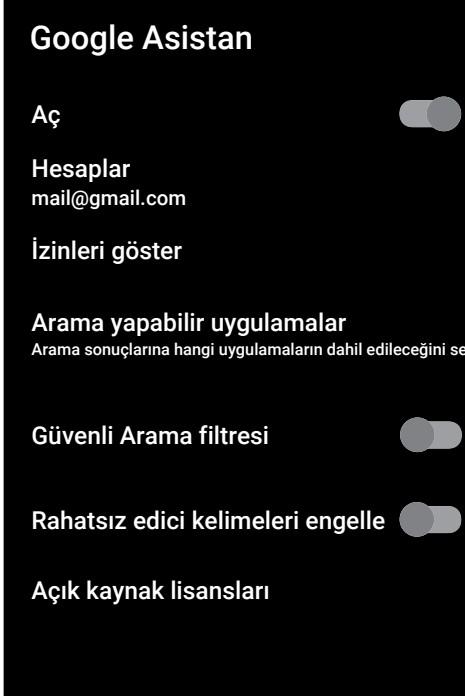 Google Asistan
Aç
Hesaplar
mail@gmail.com
İzinleri göster
Arama yapabilir uygulamalar
Arama sonuçlarına hangi uygulamaların dahil edileceğini se
Güvenli Arama filtresi
Rahatsız edici kelimeleri engelle
Açık kaynak lisansları